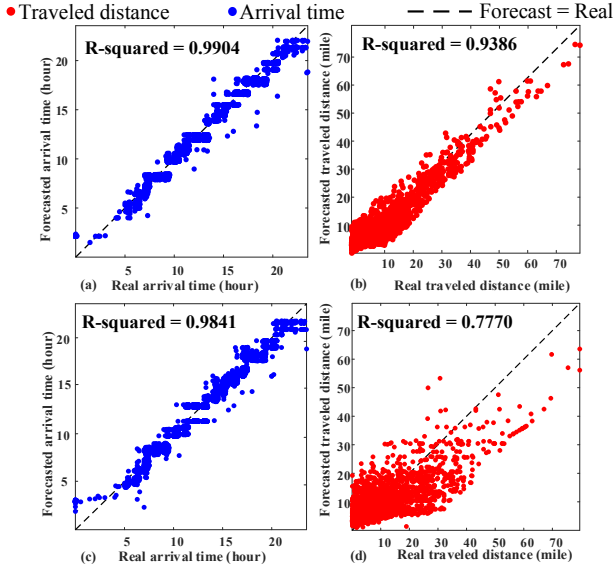 Traveled distance Arrival time Forecast = Real
R-squared = 0.9904
Forecasted arrival time (hour)
20
15
10
5
5 10 15 20
(a) Real arrival time (hour)
R-squared = 0.9386
Forecasted traveled distance (mile)
70
60
50
40
30
20
10
10 20 30 40 50 60 70
(b) Real traveled distance (mile)
R-squared = 0.9841
Forecasted arrival time (hour)
20
15
10
5
5 10 15 20
(c) Real arrival time (hour)
R-squared = 0.7770
Forecasted traveled distance (mile)
70
60
50
40
30
20
10
10 20 30 40 50 60 70
(d) Real traveled distance (mile)